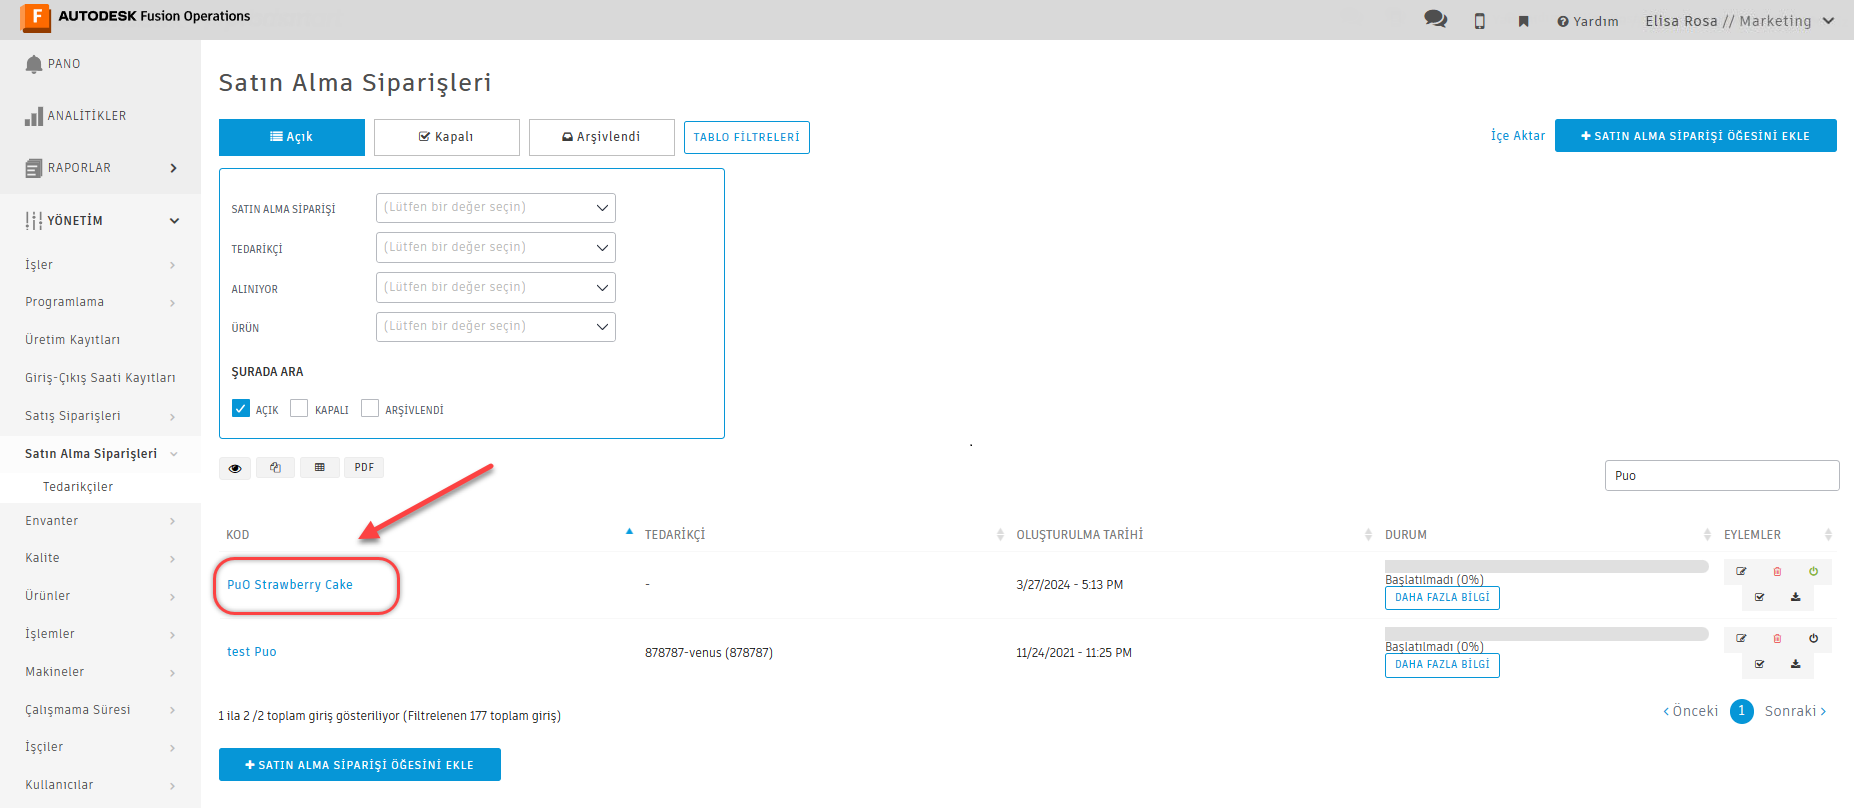 AUTODESK Fusion Operations
Yardım
Elisa Rosa // Marketing
PANO
ANALİTİKLER
RAPORLAR
YÖNETİM
İşler
Programlama
Üretim Kayıtları
Giriş-Çıkış Saati Kayıtları
Satış Siparişleri
Satın Alma Siparişleri
Tedarikçiler
Envanter
Kalite
Ürünler
İşlemler
Makineler
Çalışmama Süresi
İşçiler
Kullanıcılar
Satın Alma Siparişleri
Açık
Kapalı
Arşivlendi
TABLO FİLTRELERİ
İçe Aktar
SATIN ALMA SİPARİŞİ ÖĞESİNİ EKLE
SATIN ALMA SİPARİŞİ (Lütfen bir değer seçin)
TEDARİKÇİ (Lütfen bir değer seçin)
ALINIYOR (Lütfen bir değer seçin)
ÜRÜN (Lütfen bir değer seçin)
ŞURADA ARA
AÇIK KAPALI ARŞİVLENDİ
PDF
Puo
KOD TEDARİKÇİ OLUŞTURULMA TARİHİ DURUM EYLEMLER
PuO Strawberry Cake - 3/27/2024 - 5:13 PM Başlatılmadı (0%)
DAHA FAZLA BİLGİ
test Puo 878787-venus (878787) 11/24/2021 - 11:25 PM Başlatılmadı (0%)
DAHA FAZLA BİLGİ
1 ila 2 /2 toplam giriş gösteriliyor (Filtrelenen 177 toplam giriş)
Önceki 1 Sonraki
SATIN ALMA SİPARİŞİ ÖĞESİNİ EKLE